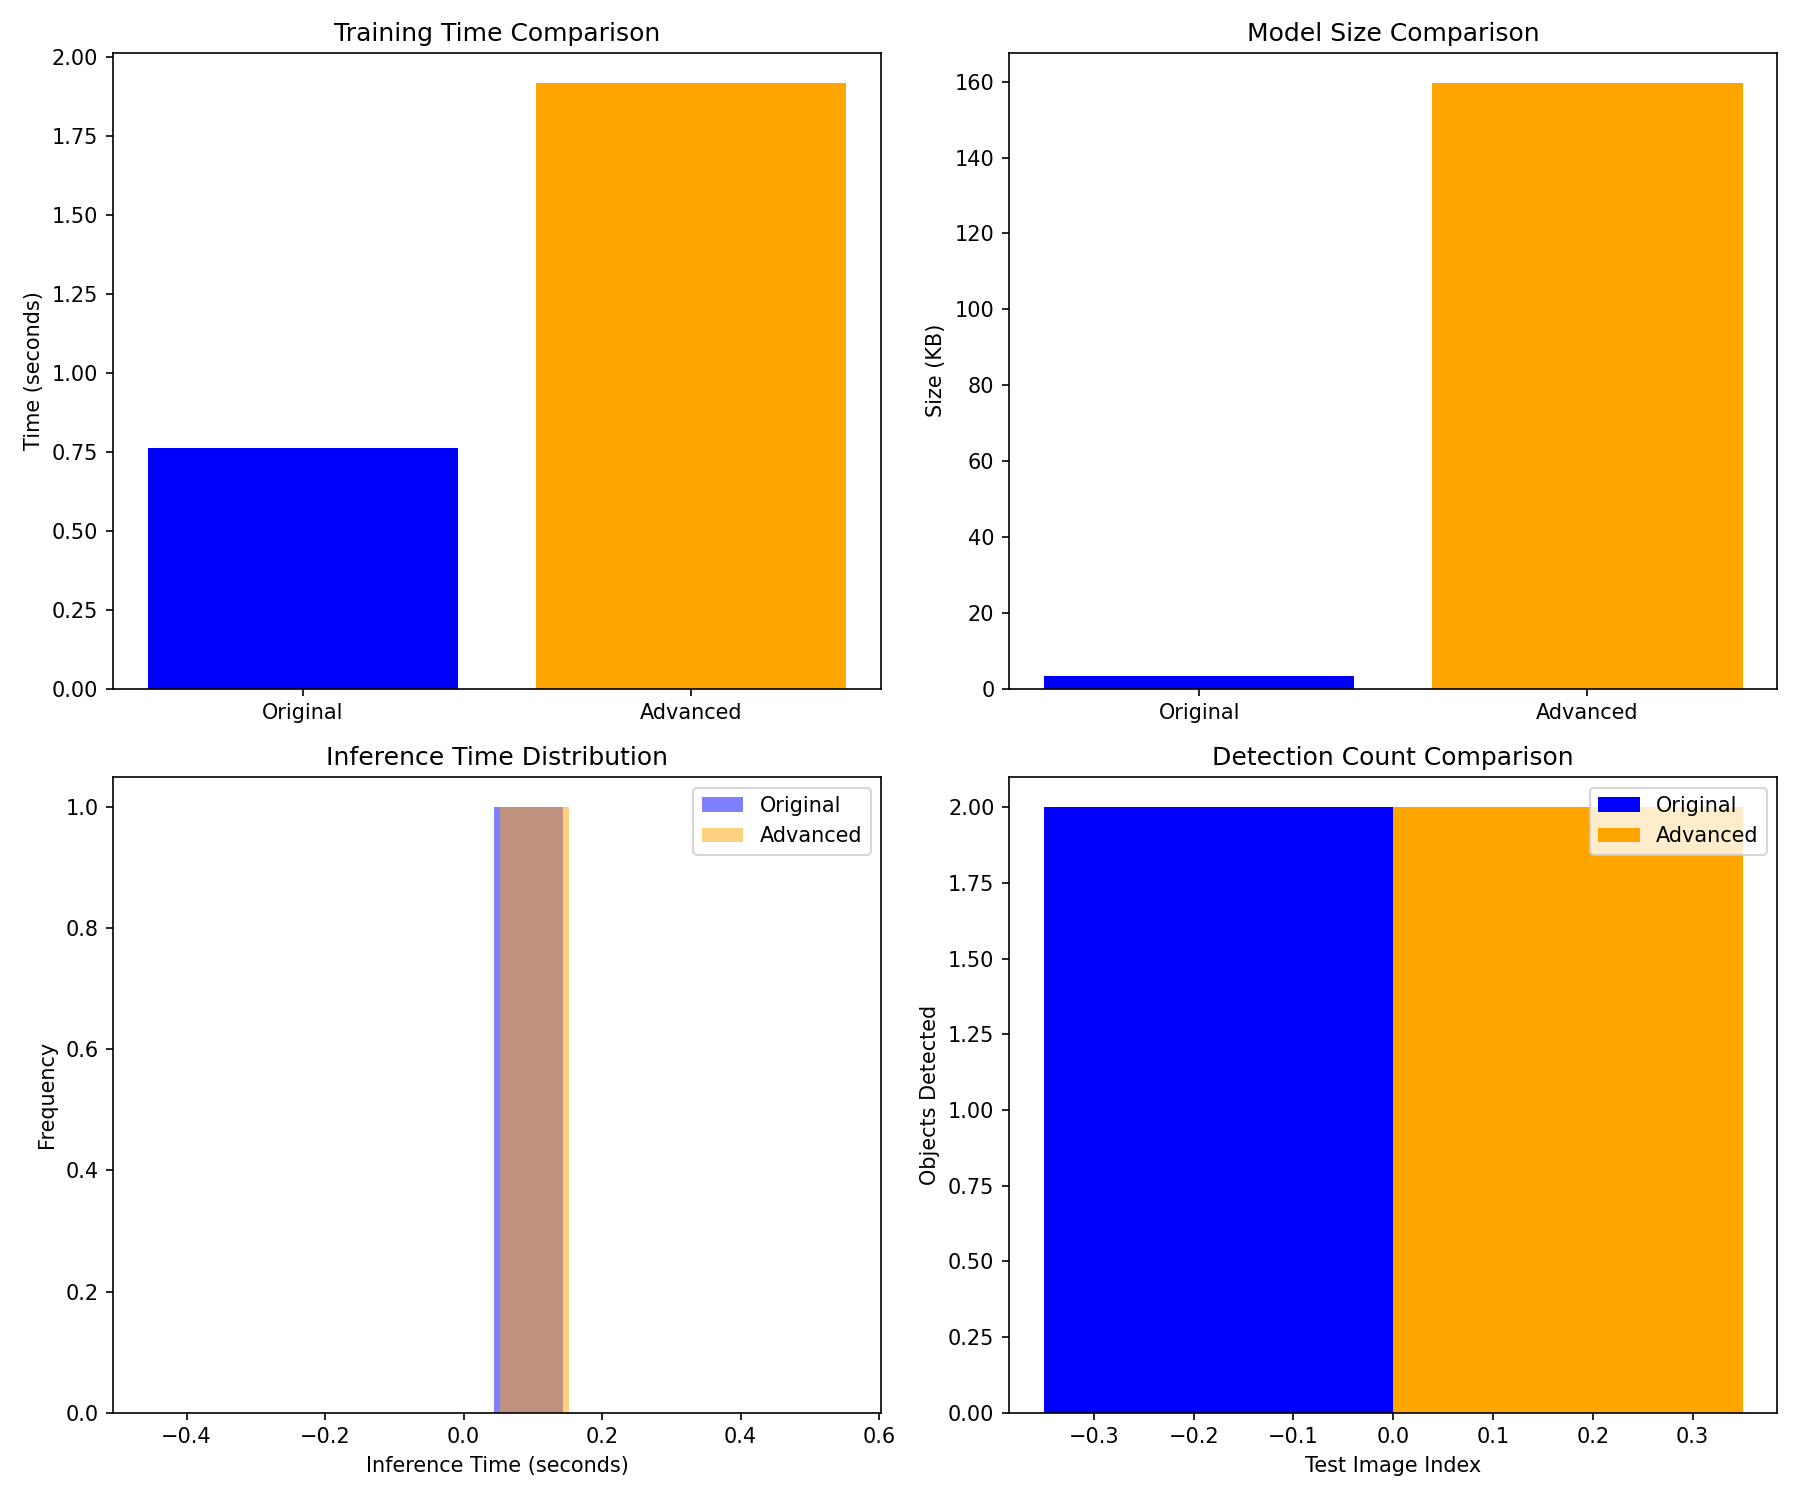 Training Time Comparison
Time (seconds)
2.00
1.75
1.50
1.25
1.00
0.75
0.50
0.25
0.00
Original Advanced
Model Size Comparison
Size (KB)
160
140
120
100
80
60
40
20
0
Original Advanced
Inference Time Distribution
Original
Advanced
Frequency
1.0
0.8
0.6
0.4
0.2
0.0
−0.4 −0.2 0.0 0.2 0.4 0.6
Inference Time (seconds)
Detection Count Comparison
Original
Advanced
Objects Detected
2.00
1.75
1.50
1.25
1.00
0.75
0.50
0.25
0.00
−0.3 −0.2 −0.1 0.0 0.1 0.2 0.3
Test Image Index